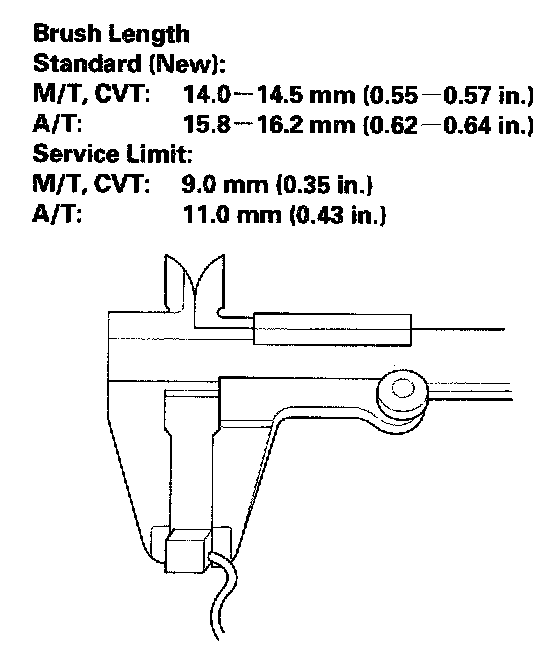 Brush Length
Standard (New):
M/T, CVT: 14.0—14.5 mm (0.55—0.57 in.)
A/T: 15.8—16.2 mm (0.62—0.64 in.)
Service Limit:
M/T, CVT: 9.0 mm (0.35 in.)
A/T: 11.0 mm (0.43 in.)